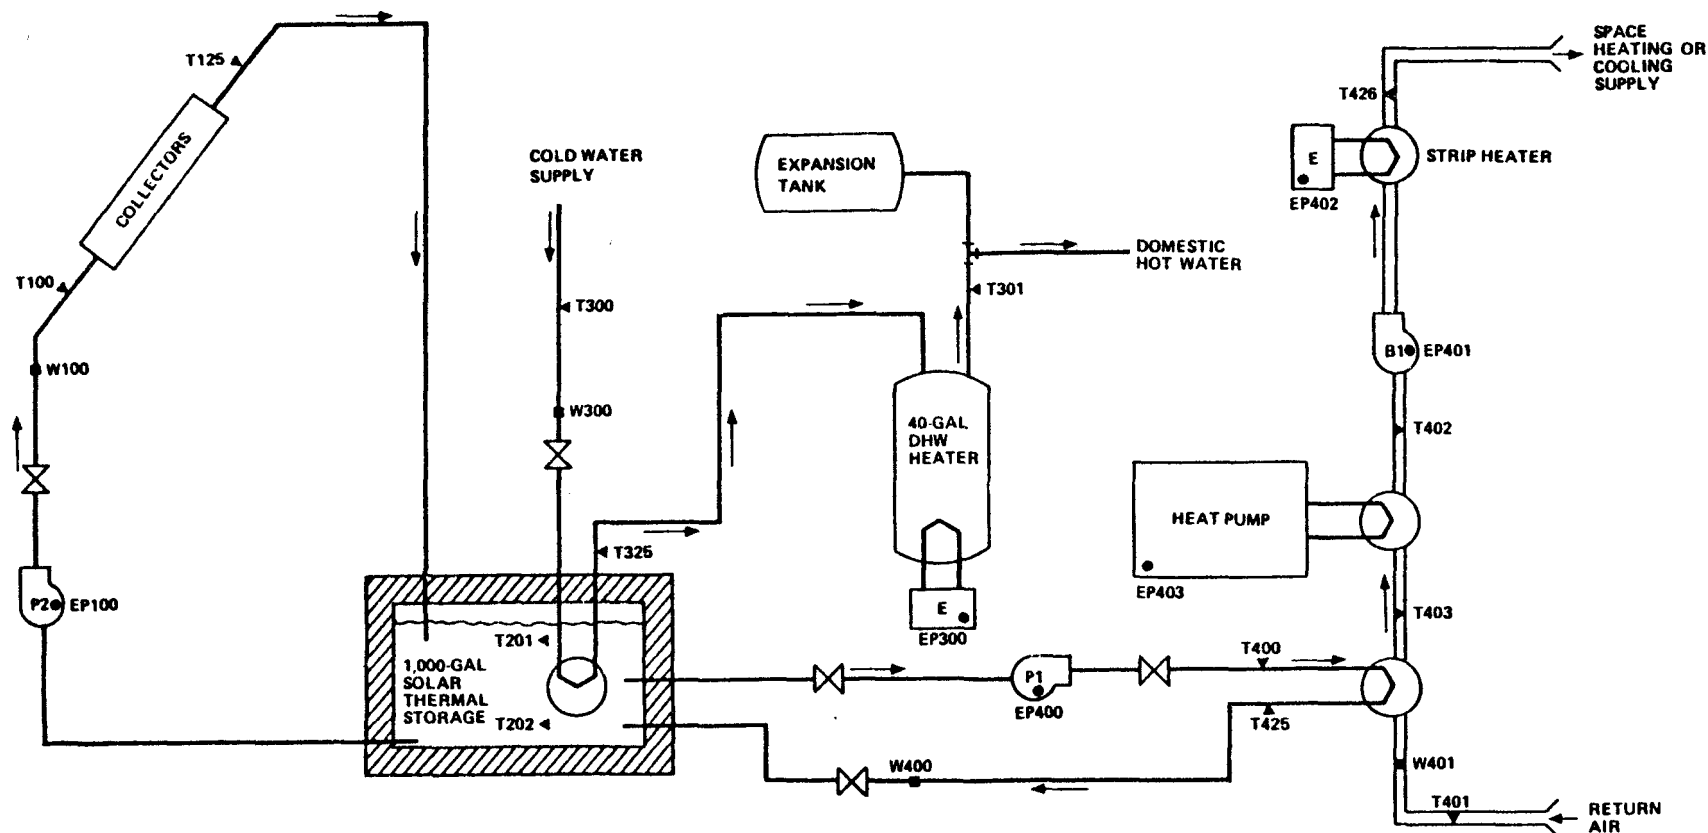 SPACE
HEATING OR
COOLING
SUPPLY
T125
T426
COLLECTORS
COLD WATER
SUPPLY
EXPANSION
TANK
E
STRIP HEATER
EP402
DOMESTIC
HOT WATER
T100
T300
T301
W100
W300
B1
EP401
40-GAL
DHW
HEATER
T402
HEAT PUMP
T325
EP403
P2
EP100
E
EP300
T403
T201
1,000-GAL
SOLAR
THERMAL
STORAGE
T202
P1
EP400
T400
T425
W400
W401
T401
RETURN
AIR